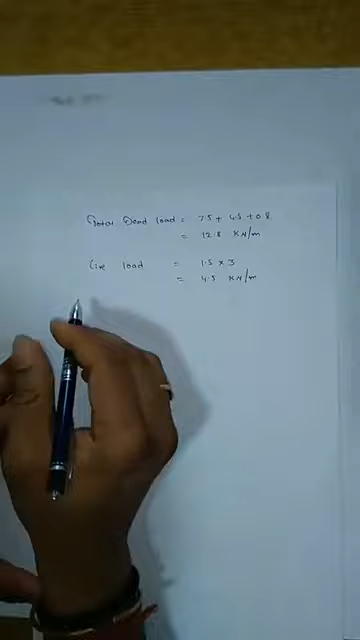 Total Dead load = 7.5 + 4.5 + 0.8
= 12.8 KN/m
Live load = 1.5 × 3
= 4.5 KN/m